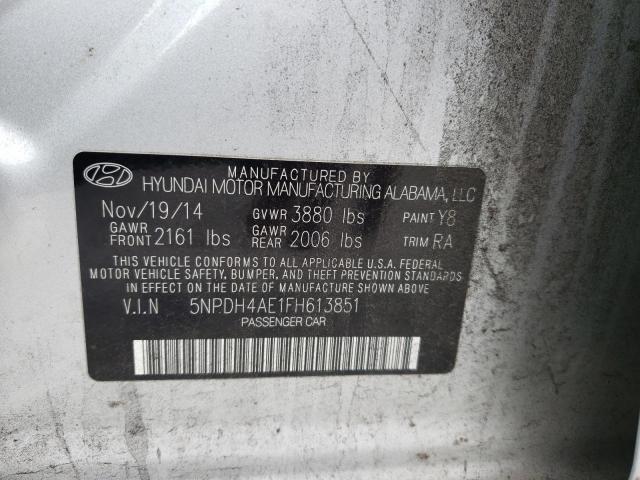 MANUFACTURED BY
HYUNDAI MOTOR MANUFACTURING ALABAMA, LLC
Nov/19/14 GVWR 3880 lbs PAINT Y8
GAWR FRONT 2161 lbs GAWR REAR 2006 lbs TRIM RA
THIS VEHICLE CONFORMS TO ALL APPLICABLE U.S.A. FEDERAL
MOTOR VEHICLE SAFETY, BUMPER, AND THEFT PREVENTION STANDARDS
IN EFFECT ON THE DATE OF MANUFACTURE SHOWN ABOVE.
V.I.N 5NPDH4AE1FH613851
PASSENGER CAR